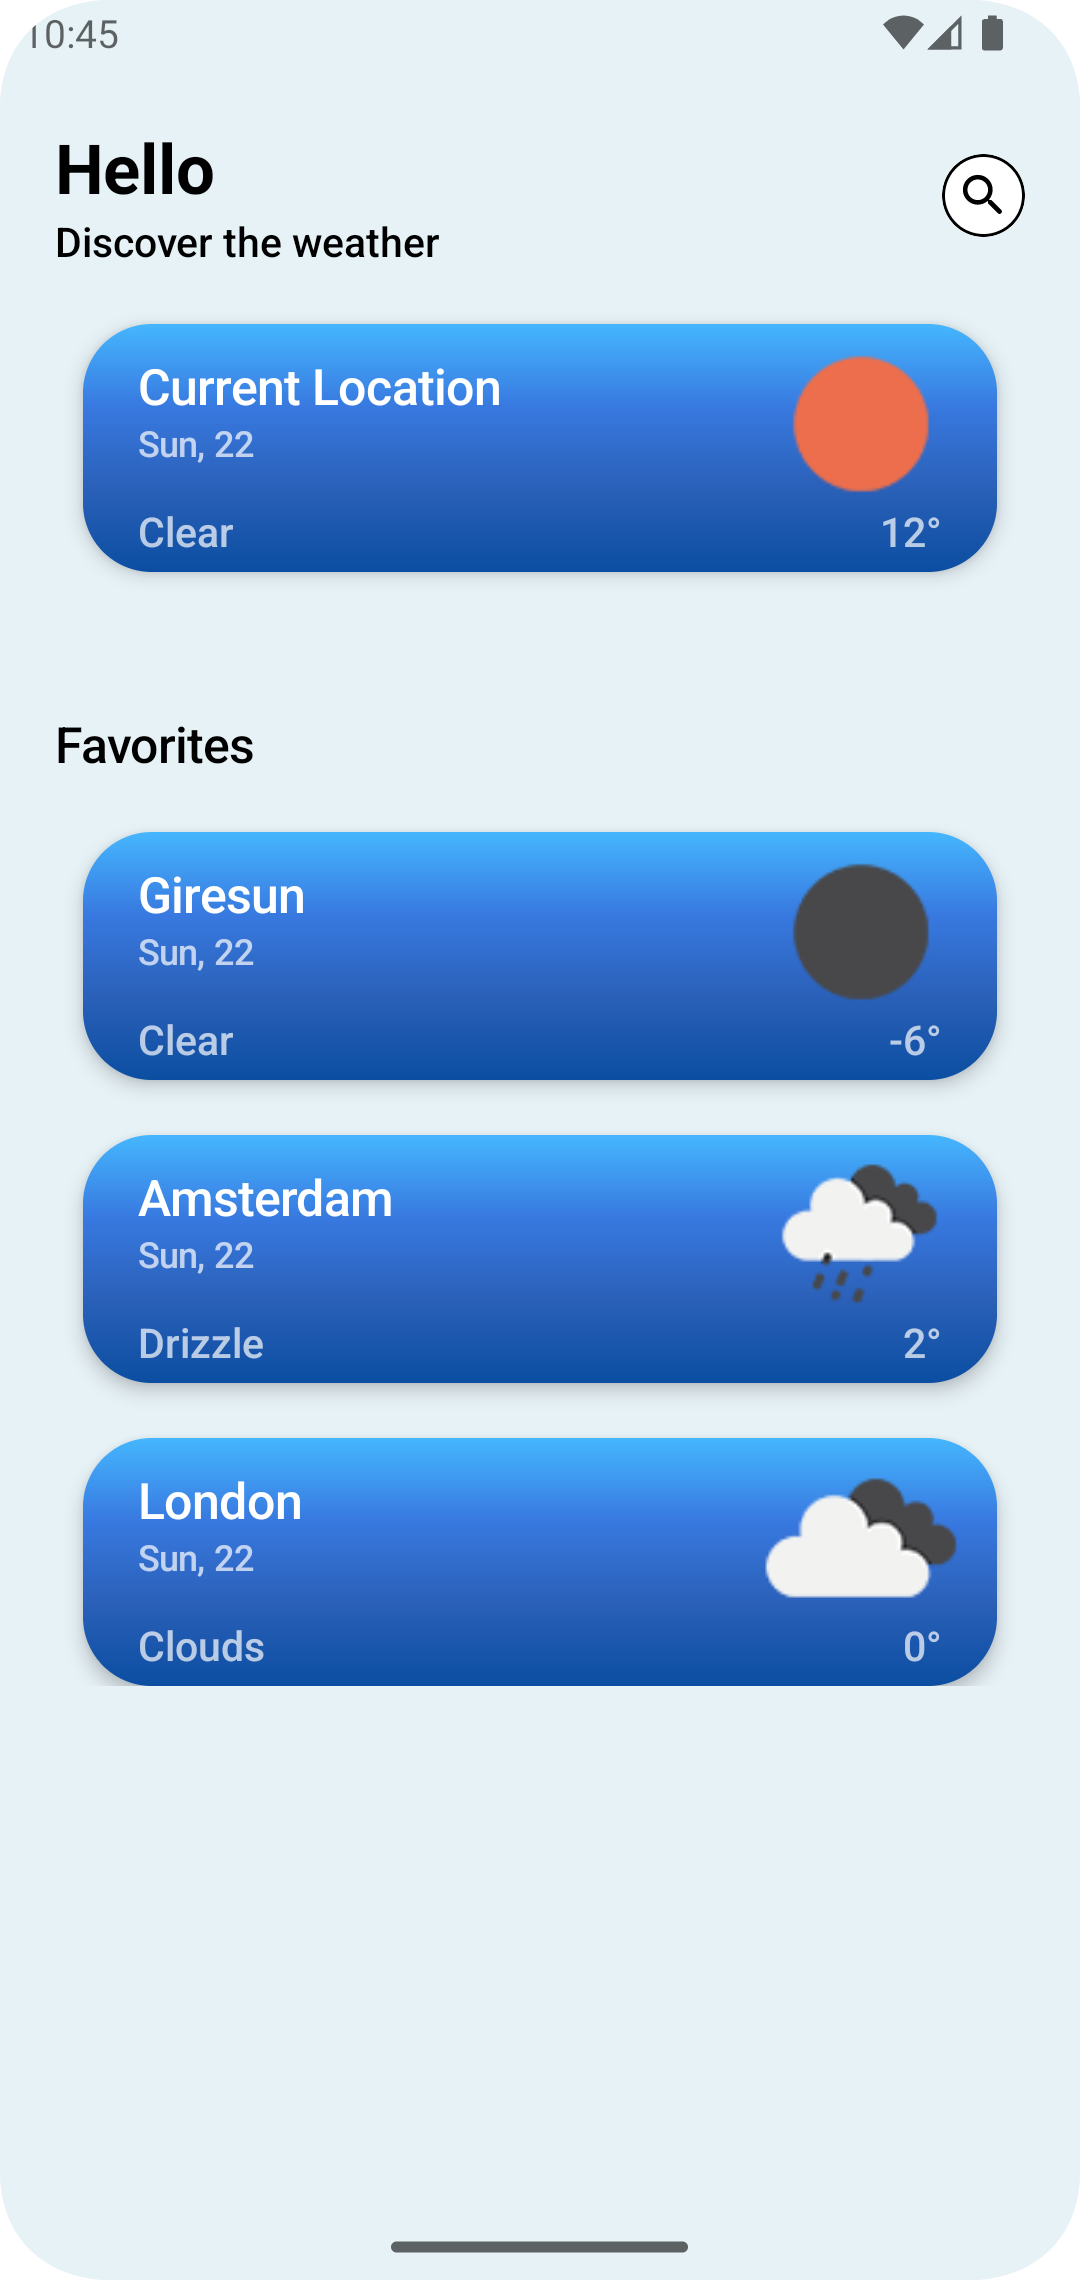 10:45
Hello
Discover the weather
Current Location
Sun, 22
Clear 12°
Favorites
Giresun
Sun, 22
Clear -6°
Amsterdam
Sun, 22
Drizzle 2°
London
Sun, 22
Clouds 0°